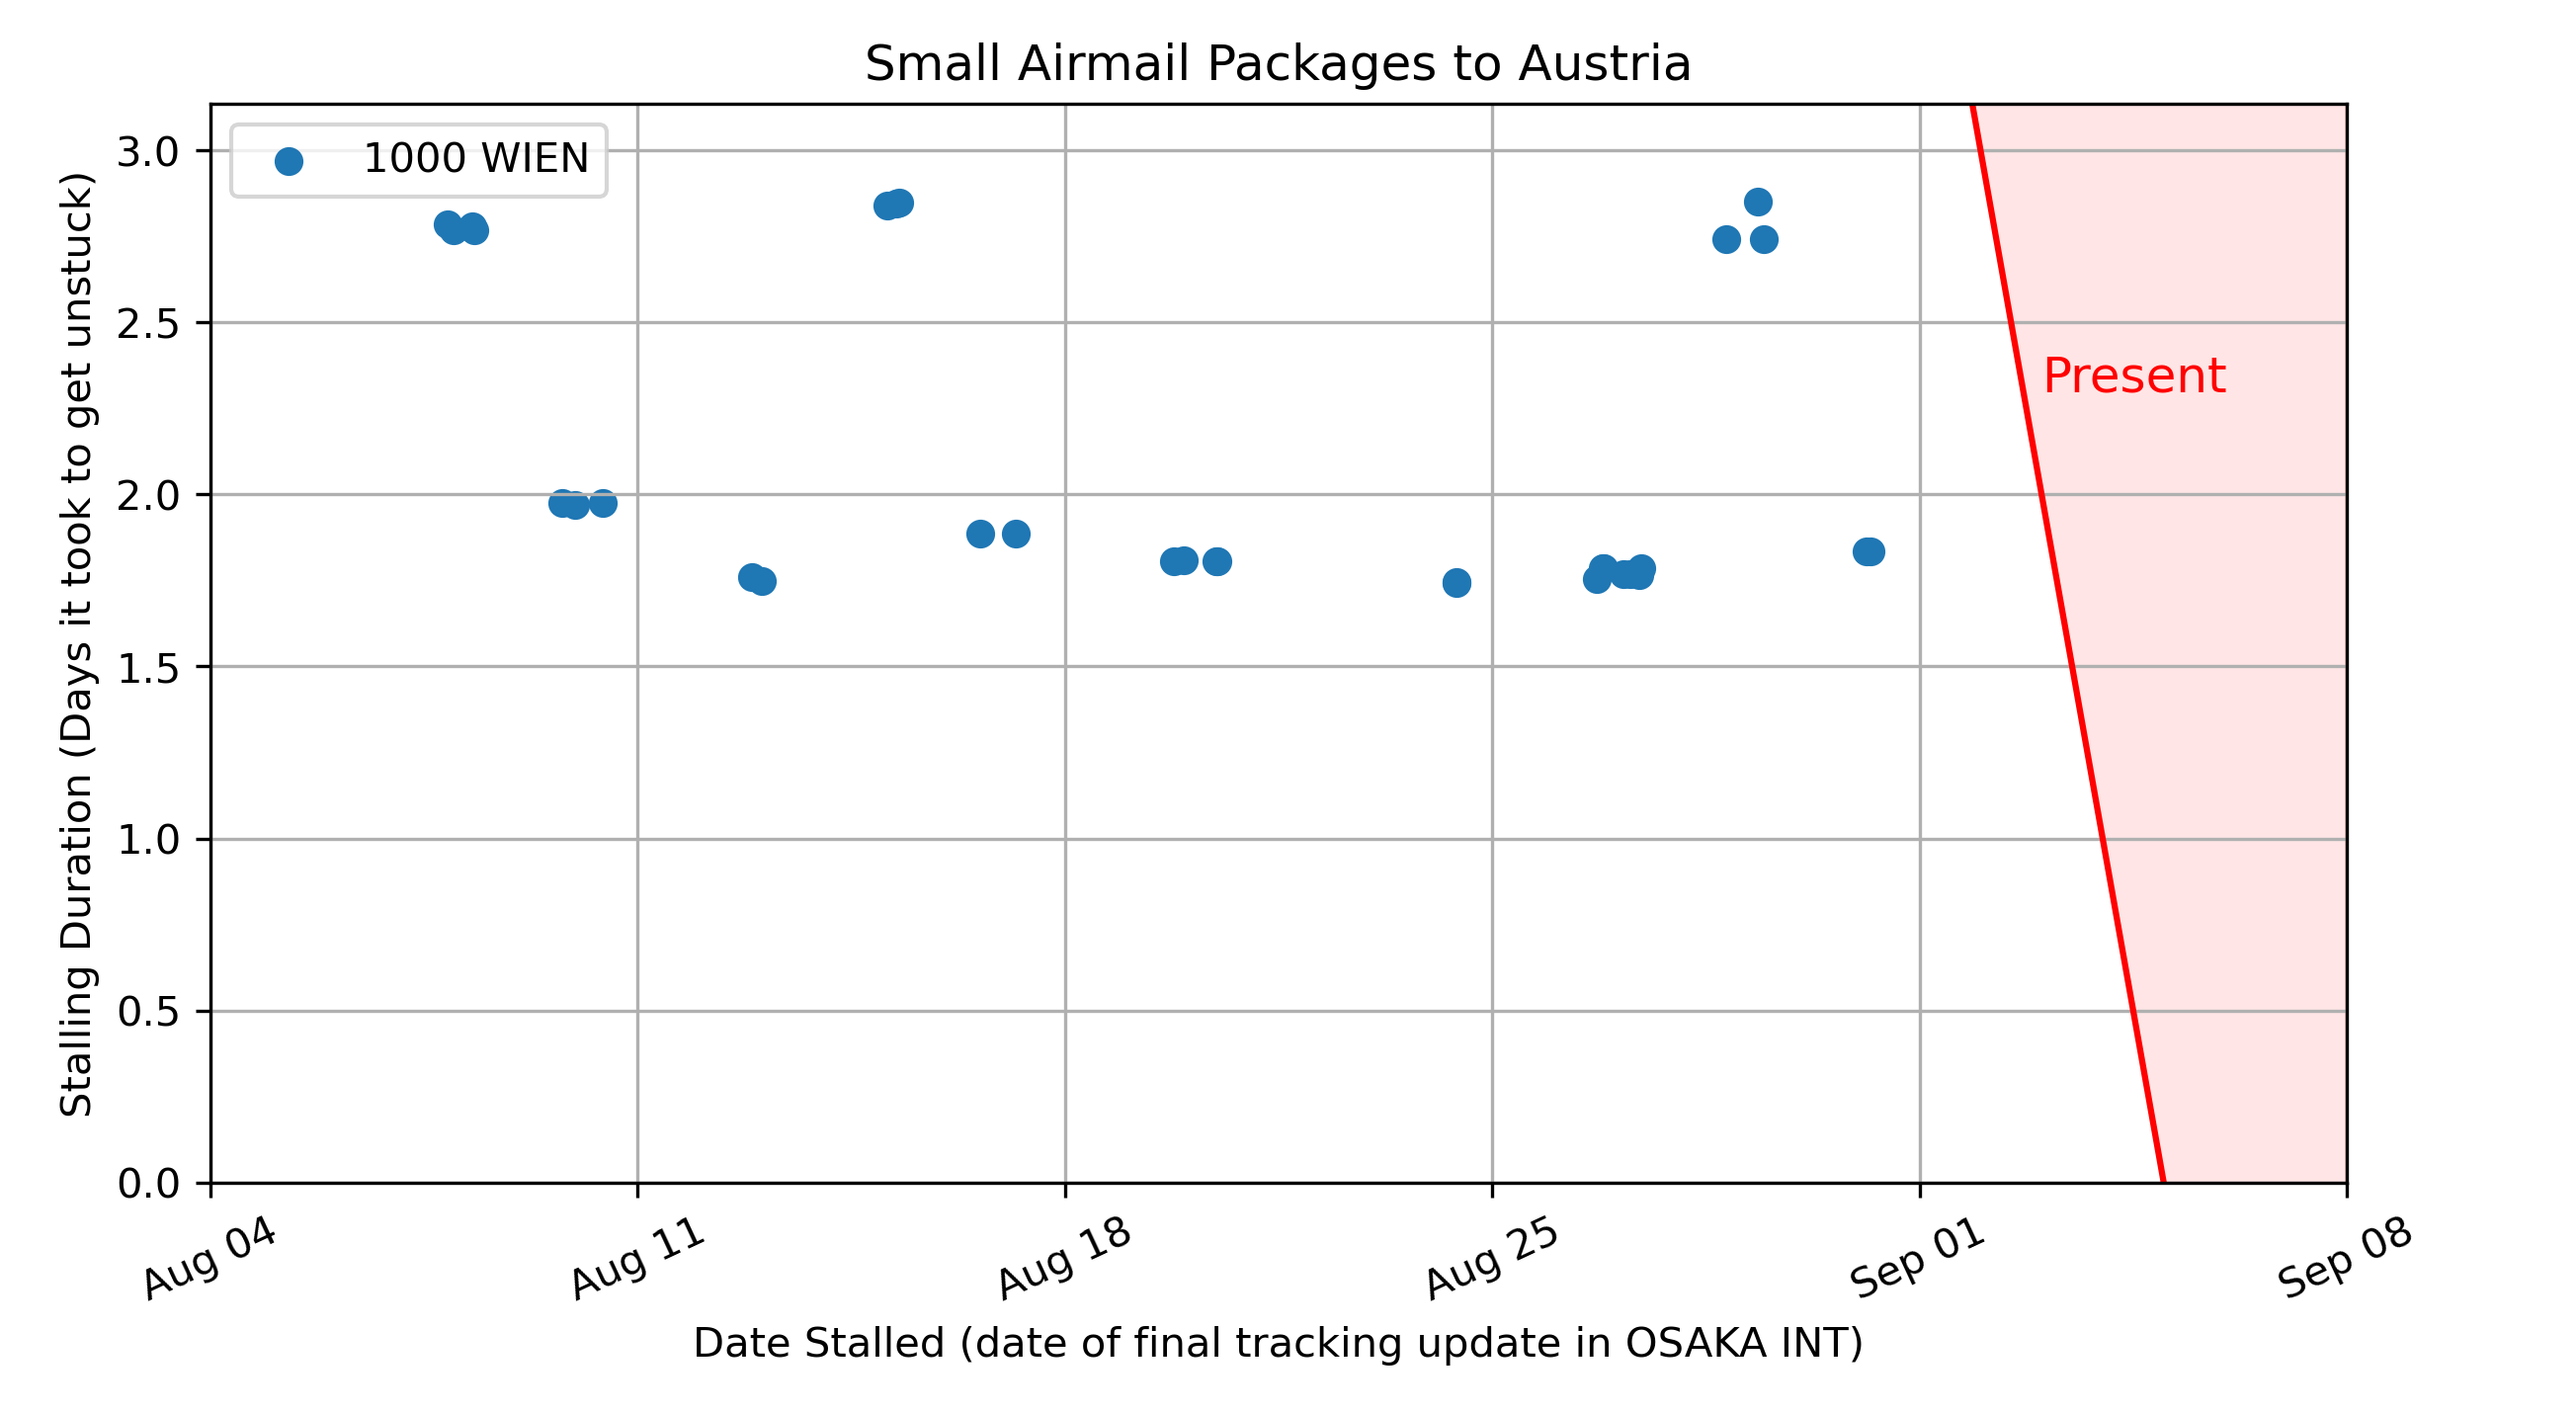 Small Airmail Packages to Austria
1000 WIEN
Stalling Duration (Days it took to get unstuck)
3.0
2.5
2.0
1.5
1.0
0.5
0.0
Present
Aug 04
Aug 11
Aug 18
Aug 25
Sep 01
Sep 08
Date Stalled (date of final tracking update in OSAKA INT)